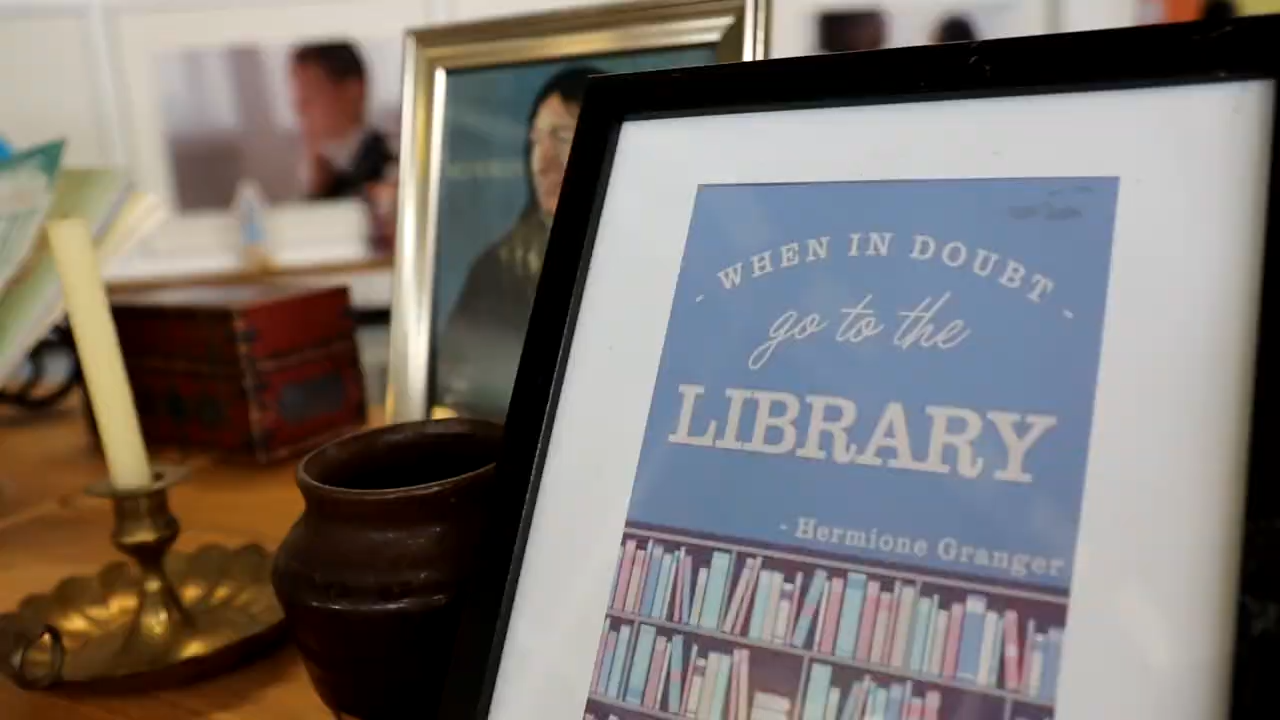 - WHEN IN DOUBT -
go to the
LIBRARY
- Hermione Granger